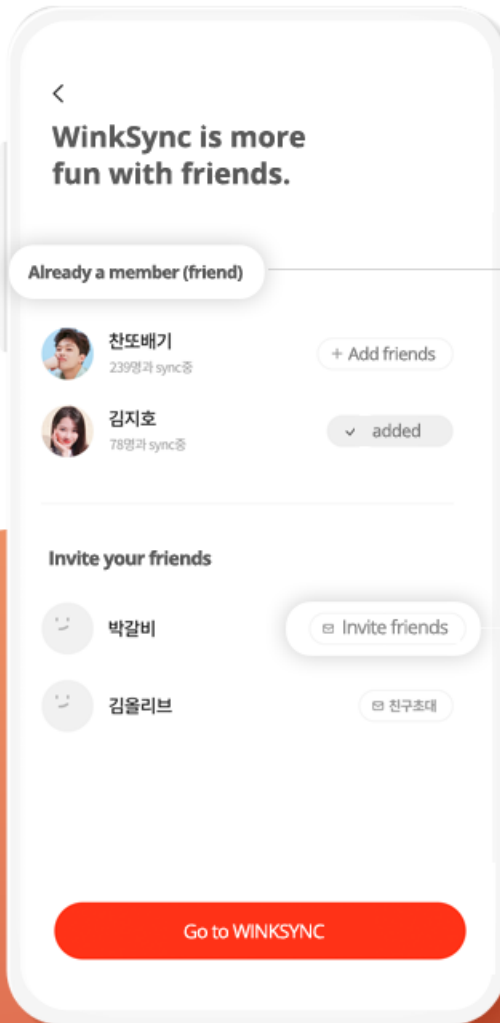 WinkSync is more
fun with friends.
Already a member (friend)
찬또배기
239명과 sync중
+ Add friends
김지호
78명과 sync중
added
Invite your friends
박갈비
Invite friends
김올리브
친구초대
Go to WINKSYNC